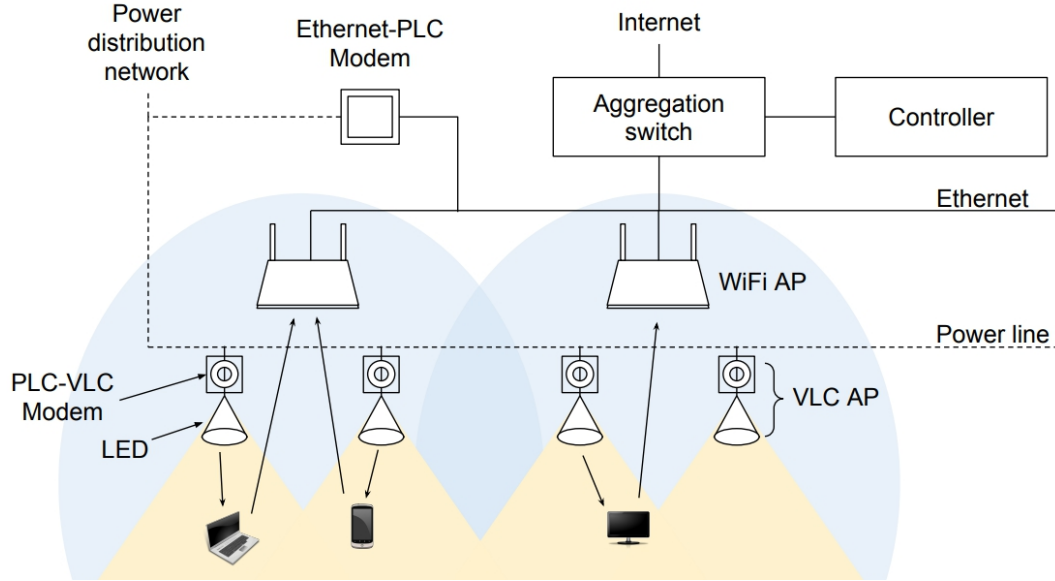 Power
distribution
network
Ethernet-PLC
Modem
Internet
Aggregation
switch
Controller
Ethernet
WiFi AP
Power line
PLC-VLC
Modem
VLC AP
LED